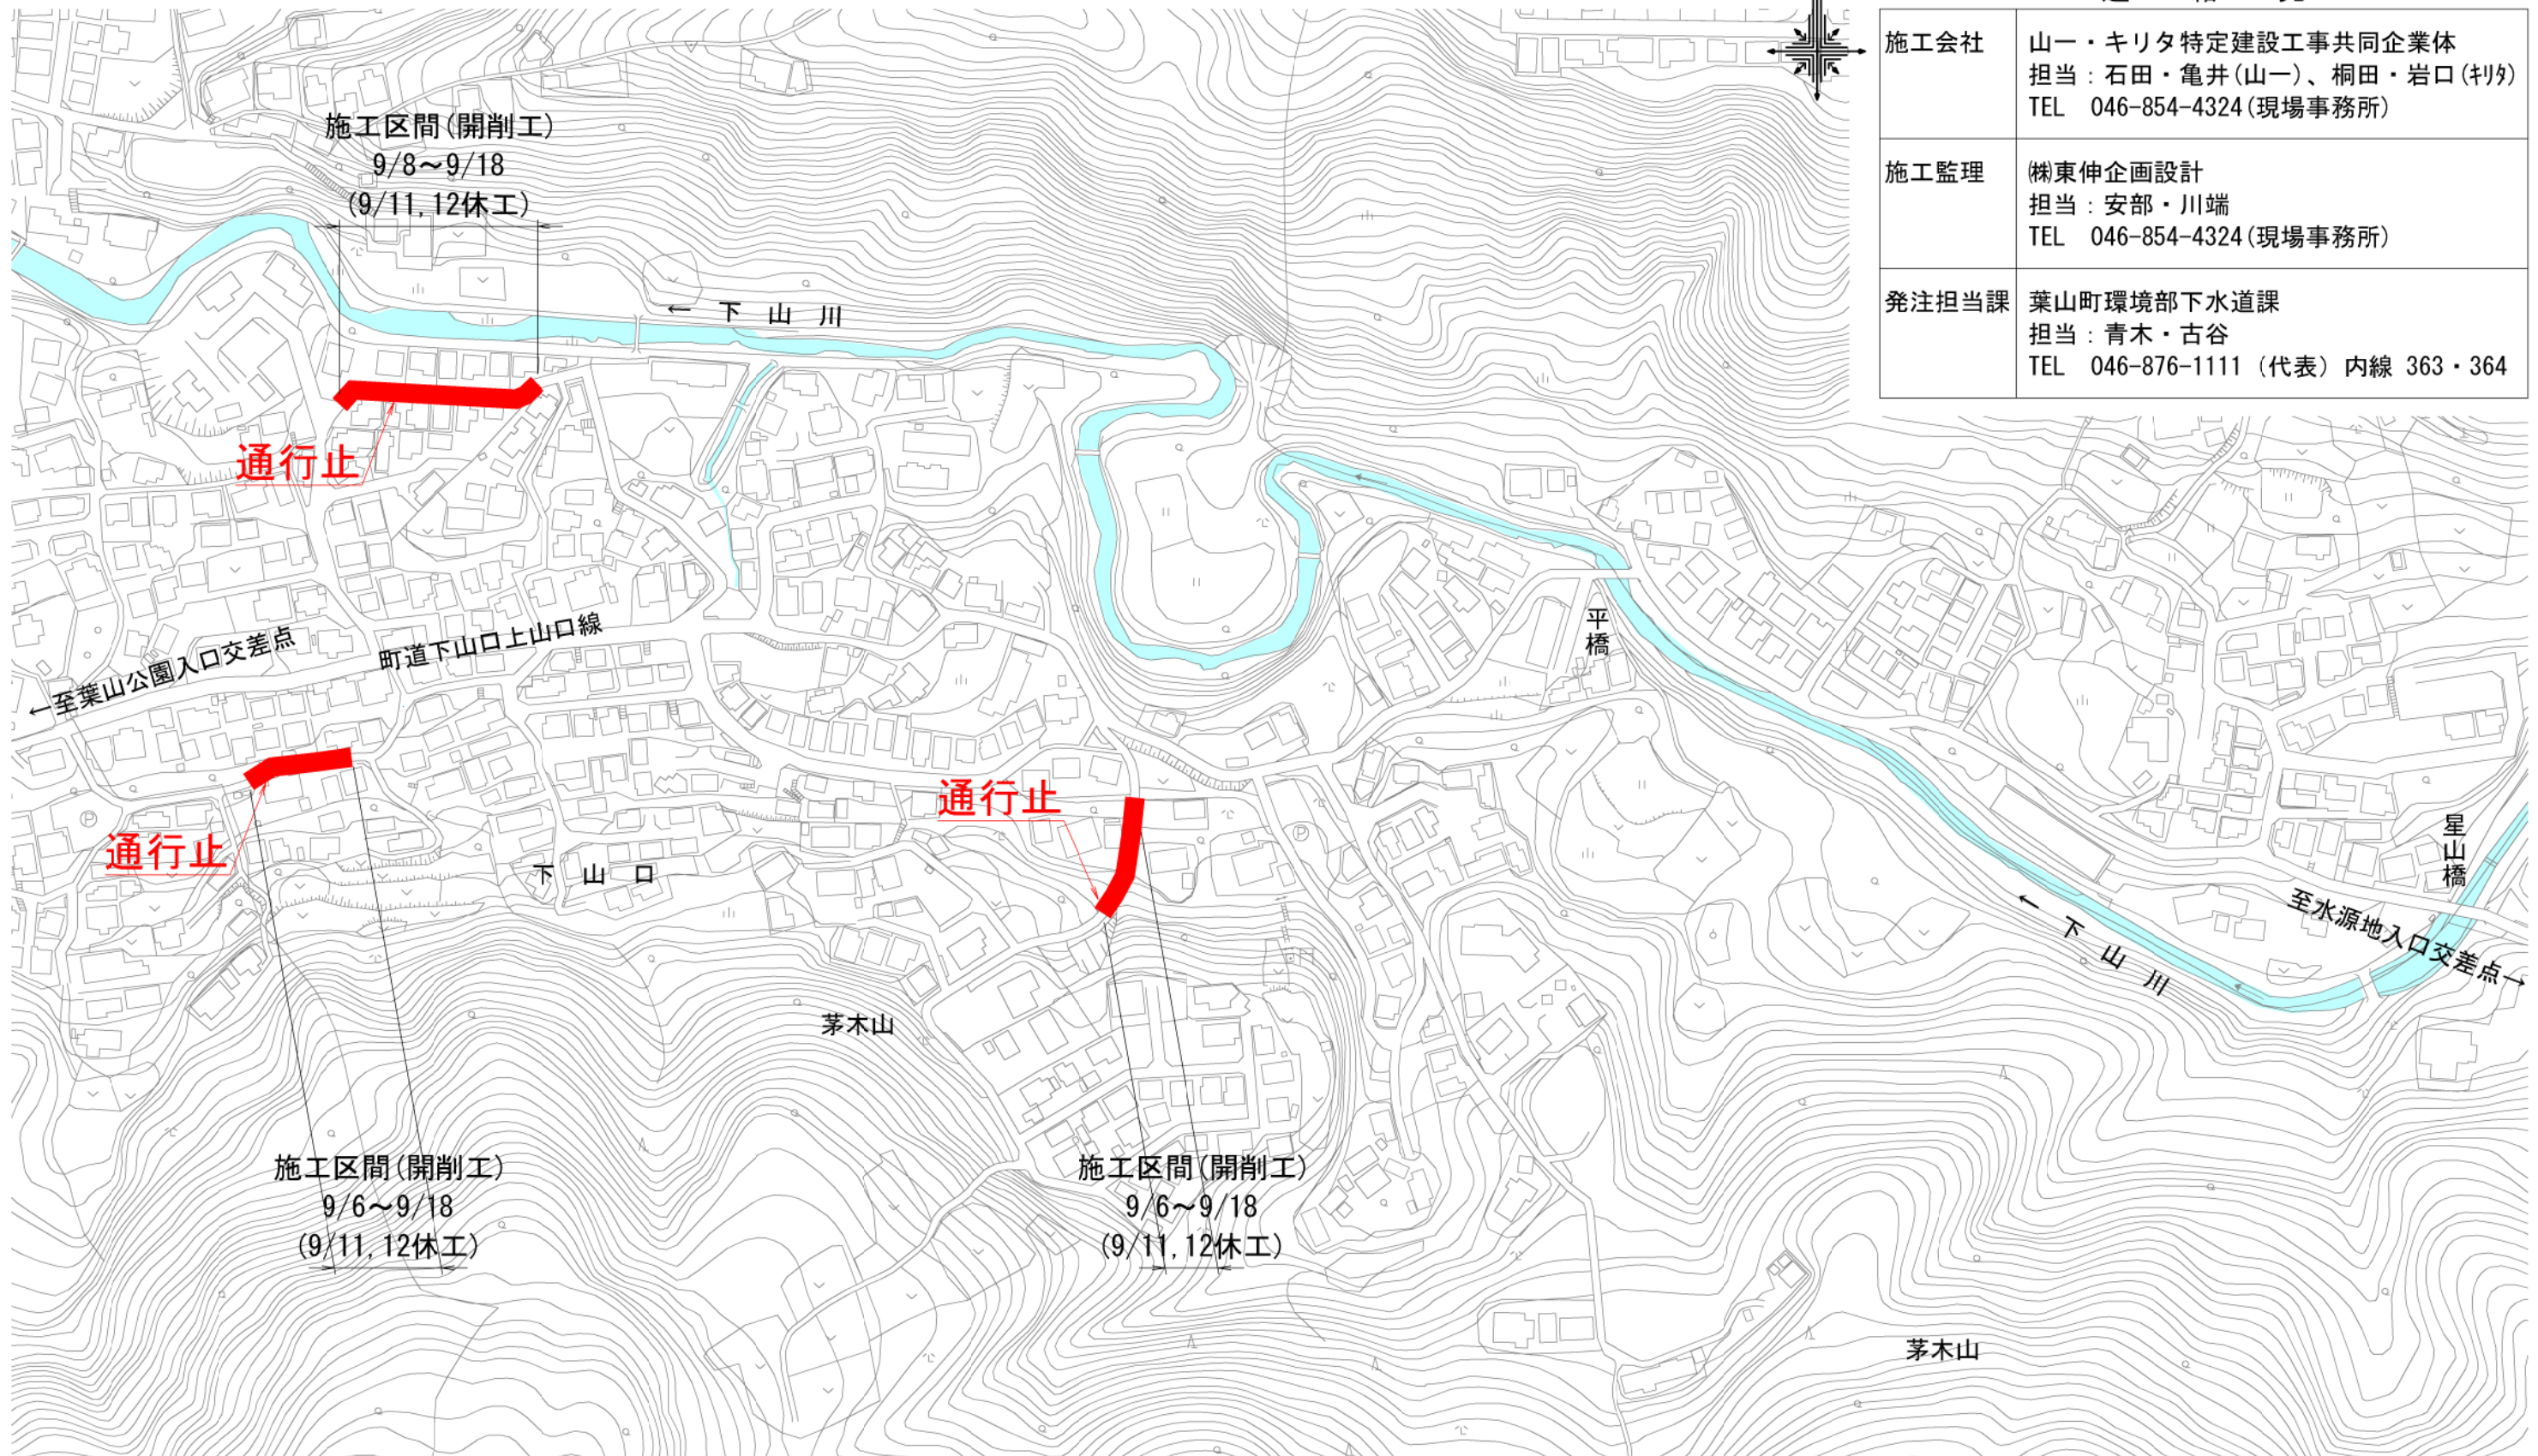 施工会社
山一・キリタ特定建設工事共同企業体
担当：石田・亀井(山一)、桐田・岩口(ｷﾘﾀ)
TEL 046-854-4324(現場事務所)
施工監理
㈱東伸企画設計
担当：安部・川端
TEL 046-854-4324(現場事務所)
発注担当課
葉山町環境部下水道課
担当：青木・古谷
TEL 046-876-1111（代表）内線 363・364
施工区間(開削工)
9/8～9/18
(9/11,12休工)
← 下 山 川
通行止
平橋
町道下山口上山口線
←至葉山公園入口交差点
通行止
通行止
下 山 口
星山橋
至水源地入口交差点→
← 下 山 川
茅木山
施工区間(開削工)
9/6～9/18
(9/11,12休工)
施工区間(開削工)
9/6～9/18
(9/11,12休工)
茅木山